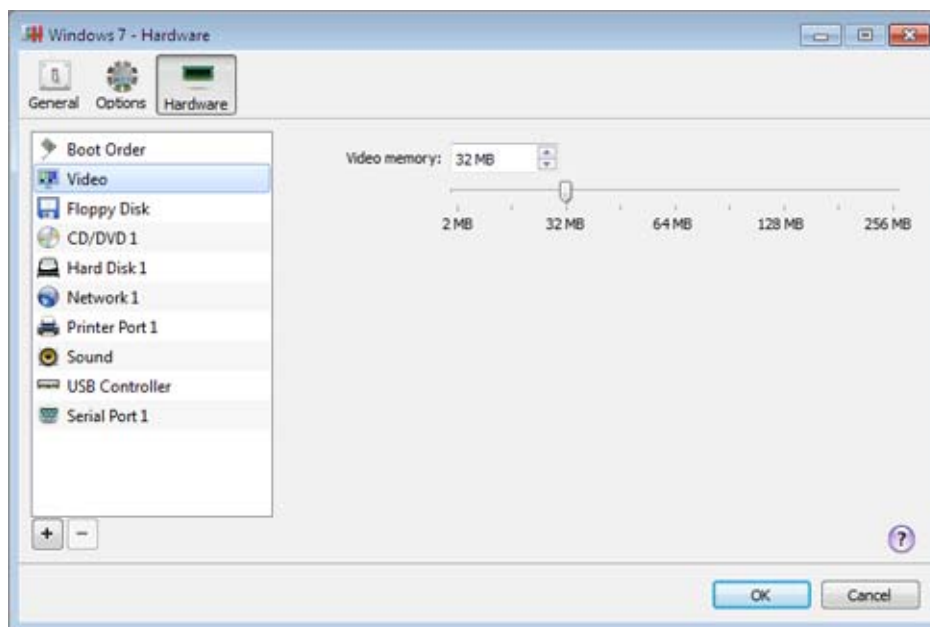 Windows 7 - Hardware
General Options Hardware
Boot Order
Video
Floppy Disk
CD/DVD 1
Hard Disk 1
Network 1
Printer Port 1
Sound
USB Controller
Serial Port 1
Video memory: 32 MB
2 MB 32 MB 64 MB 128 MB 256 MB
+ -
?
OK Cancel